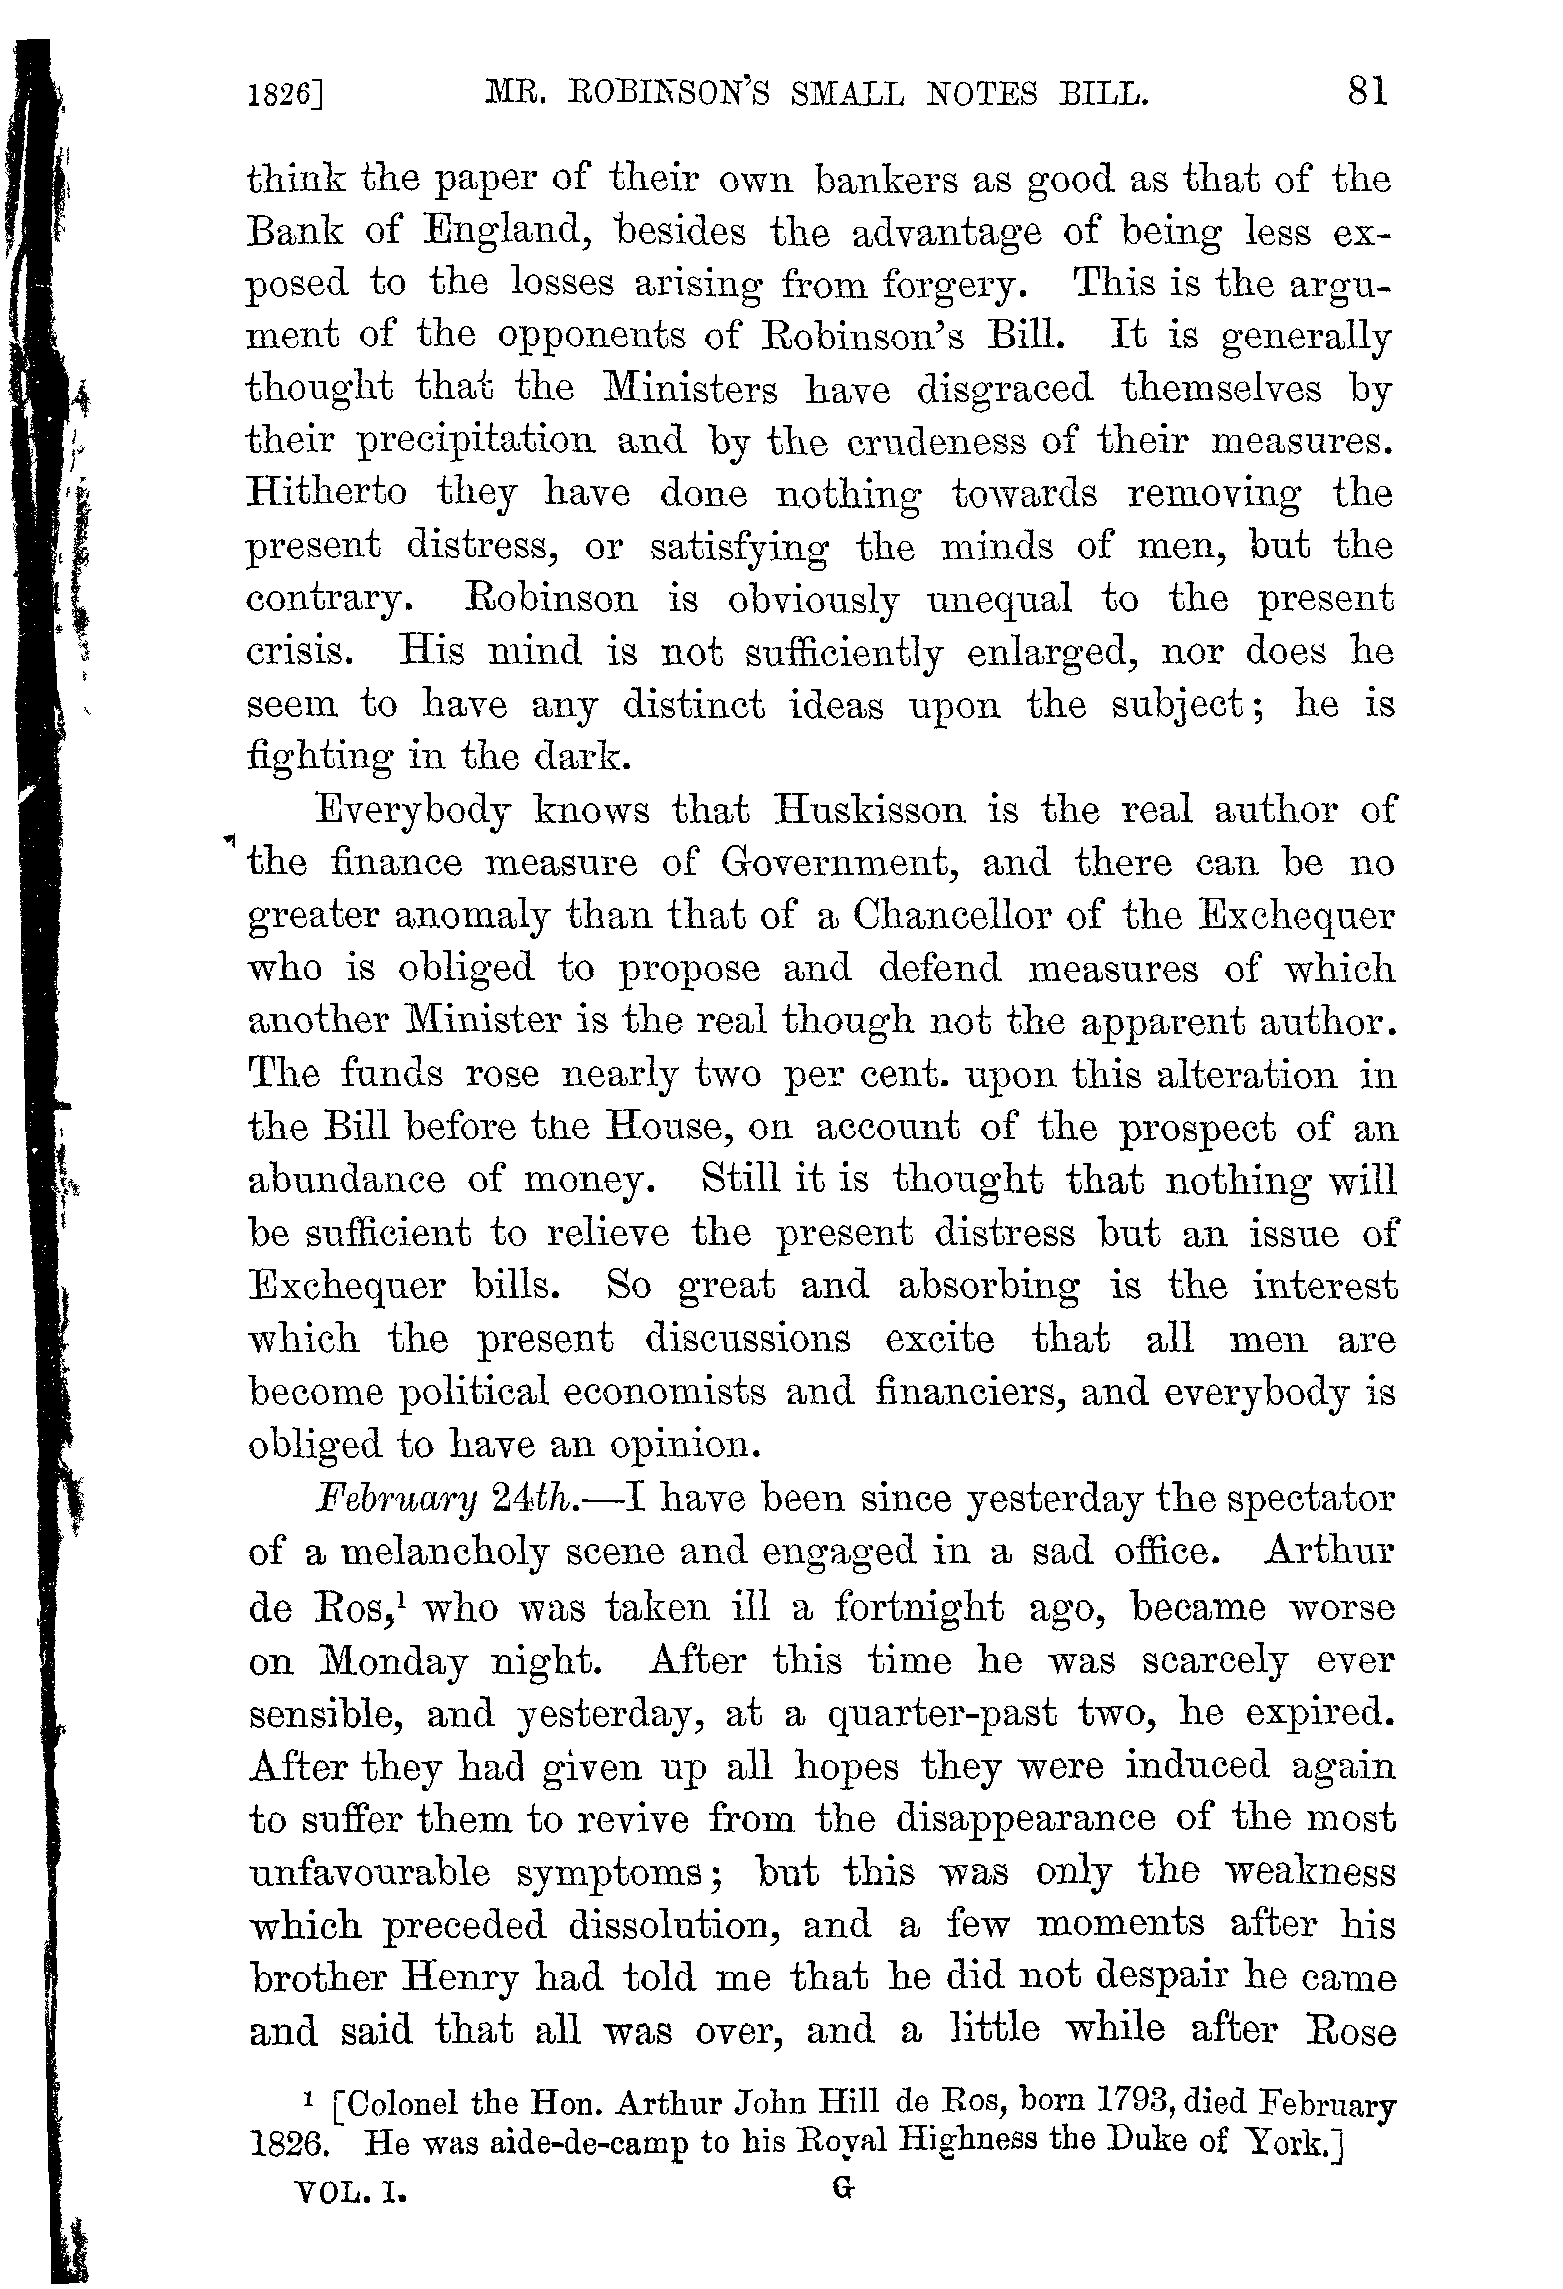 1826] MR. ROBINSON'S SMALL NOTES BILL. 81
think the paper of their own bankers as good as that of the
Bank of England, besides the advantage of being less ex-
posed to the losses arising from forgery. This is the argu-
ment of the opponents of Robinson's Bill. It is generally
thought that the Ministers have disgraced themselves by
their precipitation and by the crudeness of their measures.
Hitherto they have done nothing towards removing the
present distress, or satisfying the minds of men, but the
contrary. Robinson is obviously unequal to the present
crisis. His mind is not sufficiently enlarged, nor does he
seem to have any distinct ideas upon the subject; he is
fighting in the dark.
Everybody knows that Huskisson is the real author of
the finance measure of Government, and there can be no
greater anomaly than that of a Chancellor of the Exchequer
who is obliged to propose and defend measures of which
another Minister is the real though not the apparent author.
The funds rose nearly two per cent. upon this alteration in
the Bill before the House, on account of the prospect of an
abundance of money. Still it is thought that nothing will
be sufficient to relieve the present distress but an issue of
Exchequer bills. So great and absorbing is the interest
which the present discussions excite that all men are
become political economists and financiers, and everybody is
obliged to have an opinion.
February 24th.—I have been since yesterday the spectator
of a melancholy scene and engaged in a sad office. Arthur
de Ros,¹ who was taken ill a fortnight ago, became worse
on Monday night. After this time he was scarcely ever
sensible, and yesterday, at a quarter-past two, he expired.
After they had given up all hopes they were induced again
to suffer them to revive from the disappearance of the most
unfavourable symptoms; but this was only the weakness
which preceded dissolution, and a few moments after his
brother Henry had told me that he did not despair he came
and said that all was over, and a little while after Rose
¹ [Colonel the Hon. Arthur John Hill de Ros, born 1793, died February
1826. He was aide-de-camp to his Royal Highness the Duke of York.]
VOL. I. G